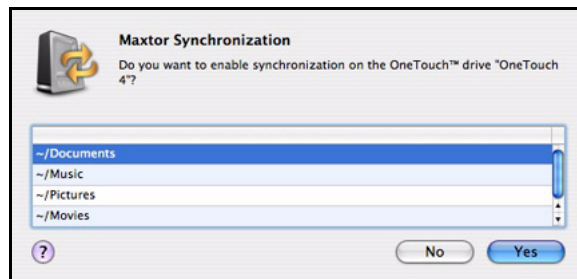 Maxtor Synchronization
Do you want to enable synchronization on the OneTouch™ drive "OneTouch
4"?
~/Documents
~/Music
~/Pictures
~/Movies
?
No
Yes